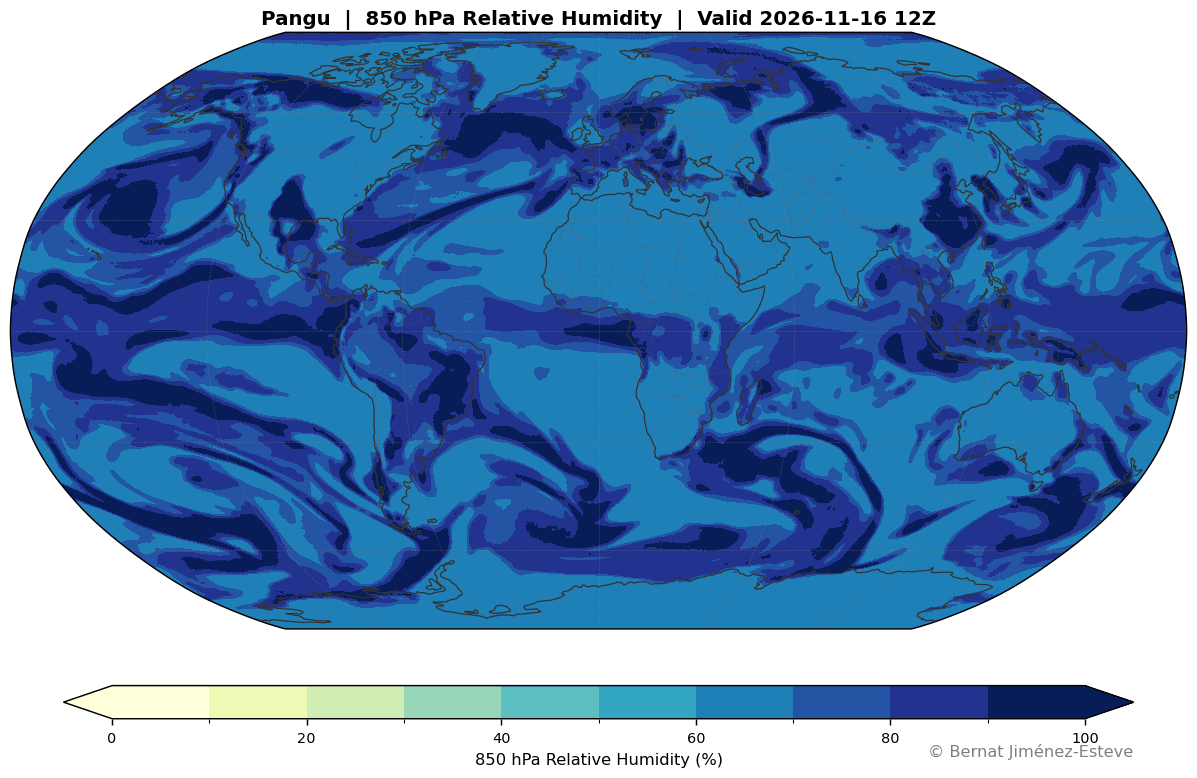 Pangu | 850 hPa Relative Humidity | Valid 2026-11-16 12Z
0 20 40 60 80 100
850 hPa Relative Humidity (%)
© Bernat Jiménez-Esteve